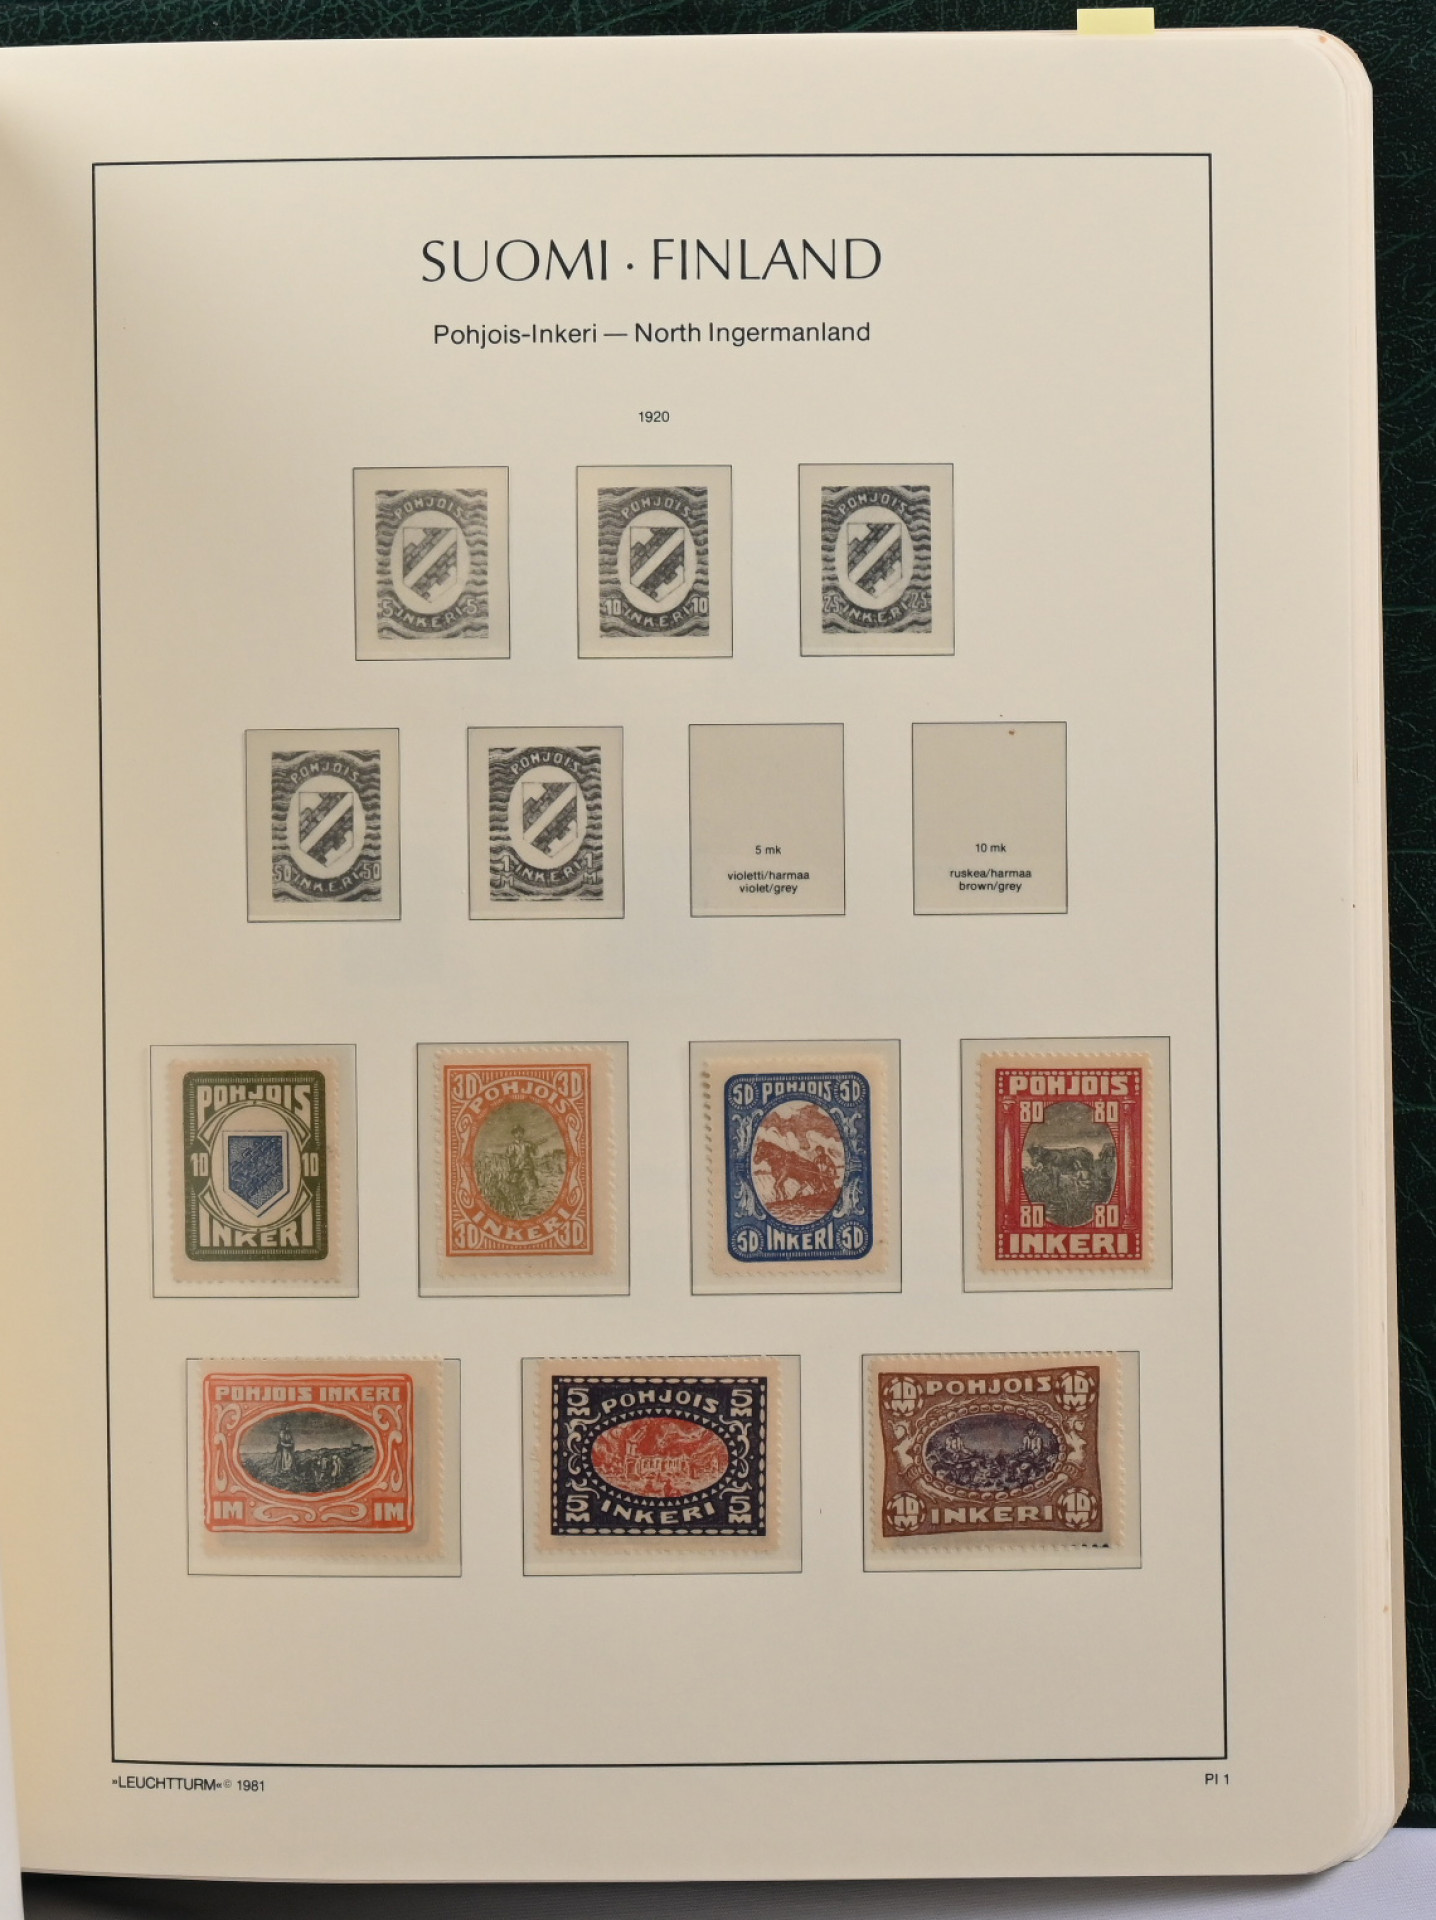 SUOMI · FINLAND
Pohjois-Inkeri — North Ingermanland
1920
POHJOIS
5 5
INKERI
POHJOIS
10 10
INKERI
POHJOIS
25 25
INKERI
POHJOIS
50 50
INKERI
POHJOIS
1 M 1 M
INKERI
5 mk
violetti/harmaa
violet/grey
10 mk
ruskea/harmaa
brown/grey
POHJOIS
10 10
INKERI
30 30
POHJOIS
INKERI
30 30
50 POHJOIS 50
50 INKERI 50
POHJOIS
80 80
80 80
INKERI
POHJOIS INKERI
1M 1M
5 M POHJOIS 5 M
5 M INKERI 5 M
10 M POHJOIS 10 M
10 M INKERI 10 M
»LEUCHTTURM«© 1981
PI 1